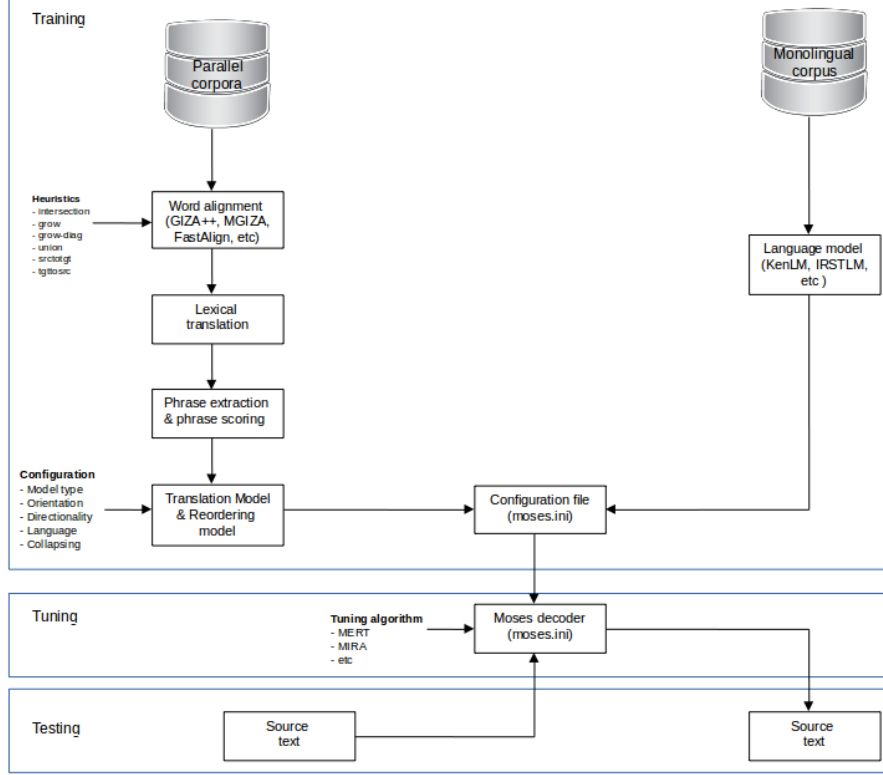 Training
Parallel
corpora
Monolingual
corpus
Heuristics
- intersection
- grow
- grow-diag
- union
- srctotgt
- tgttosrc
Word alignment
(GIZA++, MGIZA,
FastAlign, etc)
Language model
(KenLM, IRSTLM,
etc )
Lexical
translation
Phrase extraction
& phrase scoring
Configuration
- Model type
- Orientation
- Directionality
- Language
- Collapsing
Translation Model
& Reordering
model
Configuration file
(moses.ini)
Tuning
Tuning algorithm
- MERT
- MIRA
- etc
Moses decoder
(moses.ini)
Testing
Source
text
Source
text